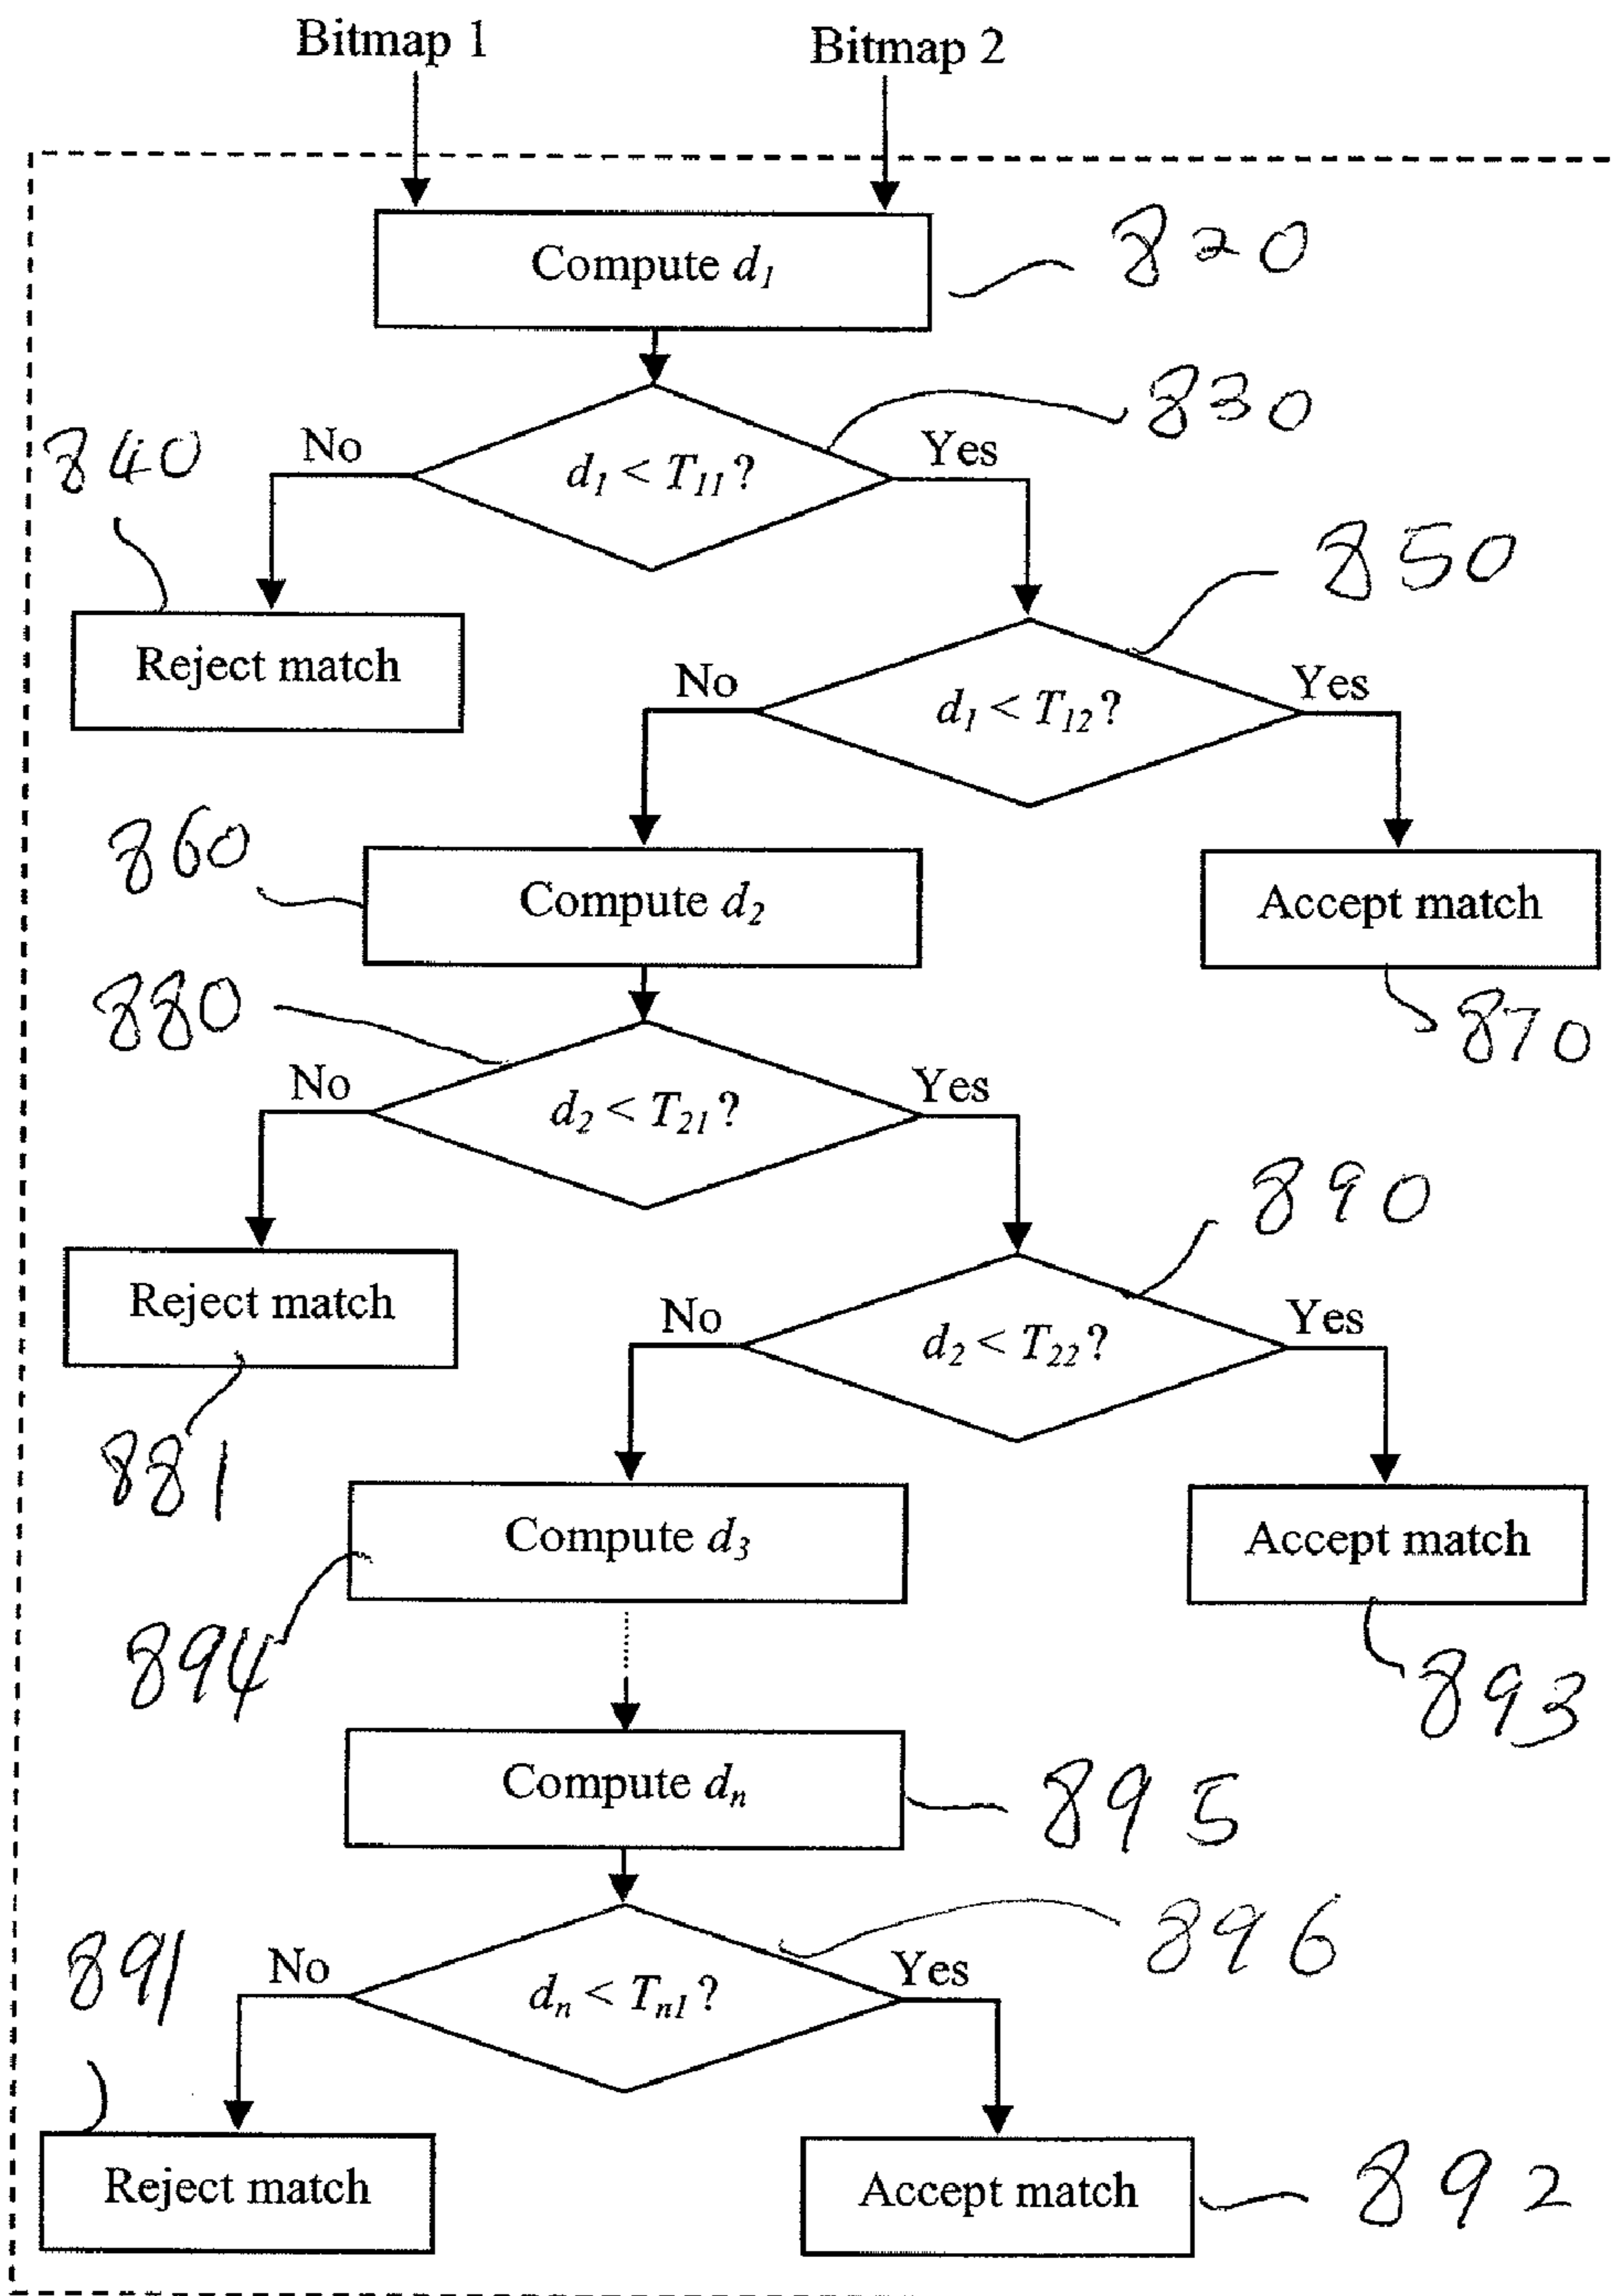 Bitmap 1
Bitmap 2
Compute d1
820
830
No
d1 < T11?
Yes
840
850
Reject match
No
d1 < T12?
Yes
860
Compute d2
Accept match
880
870
No
d2 < T21?
Yes
890
Reject match
No
d2 < T22?
Yes
881
Compute d3
Accept match
894
893
Compute dn
895
896
891
No
dn < Tn1?
Yes
Reject match
Accept match
892